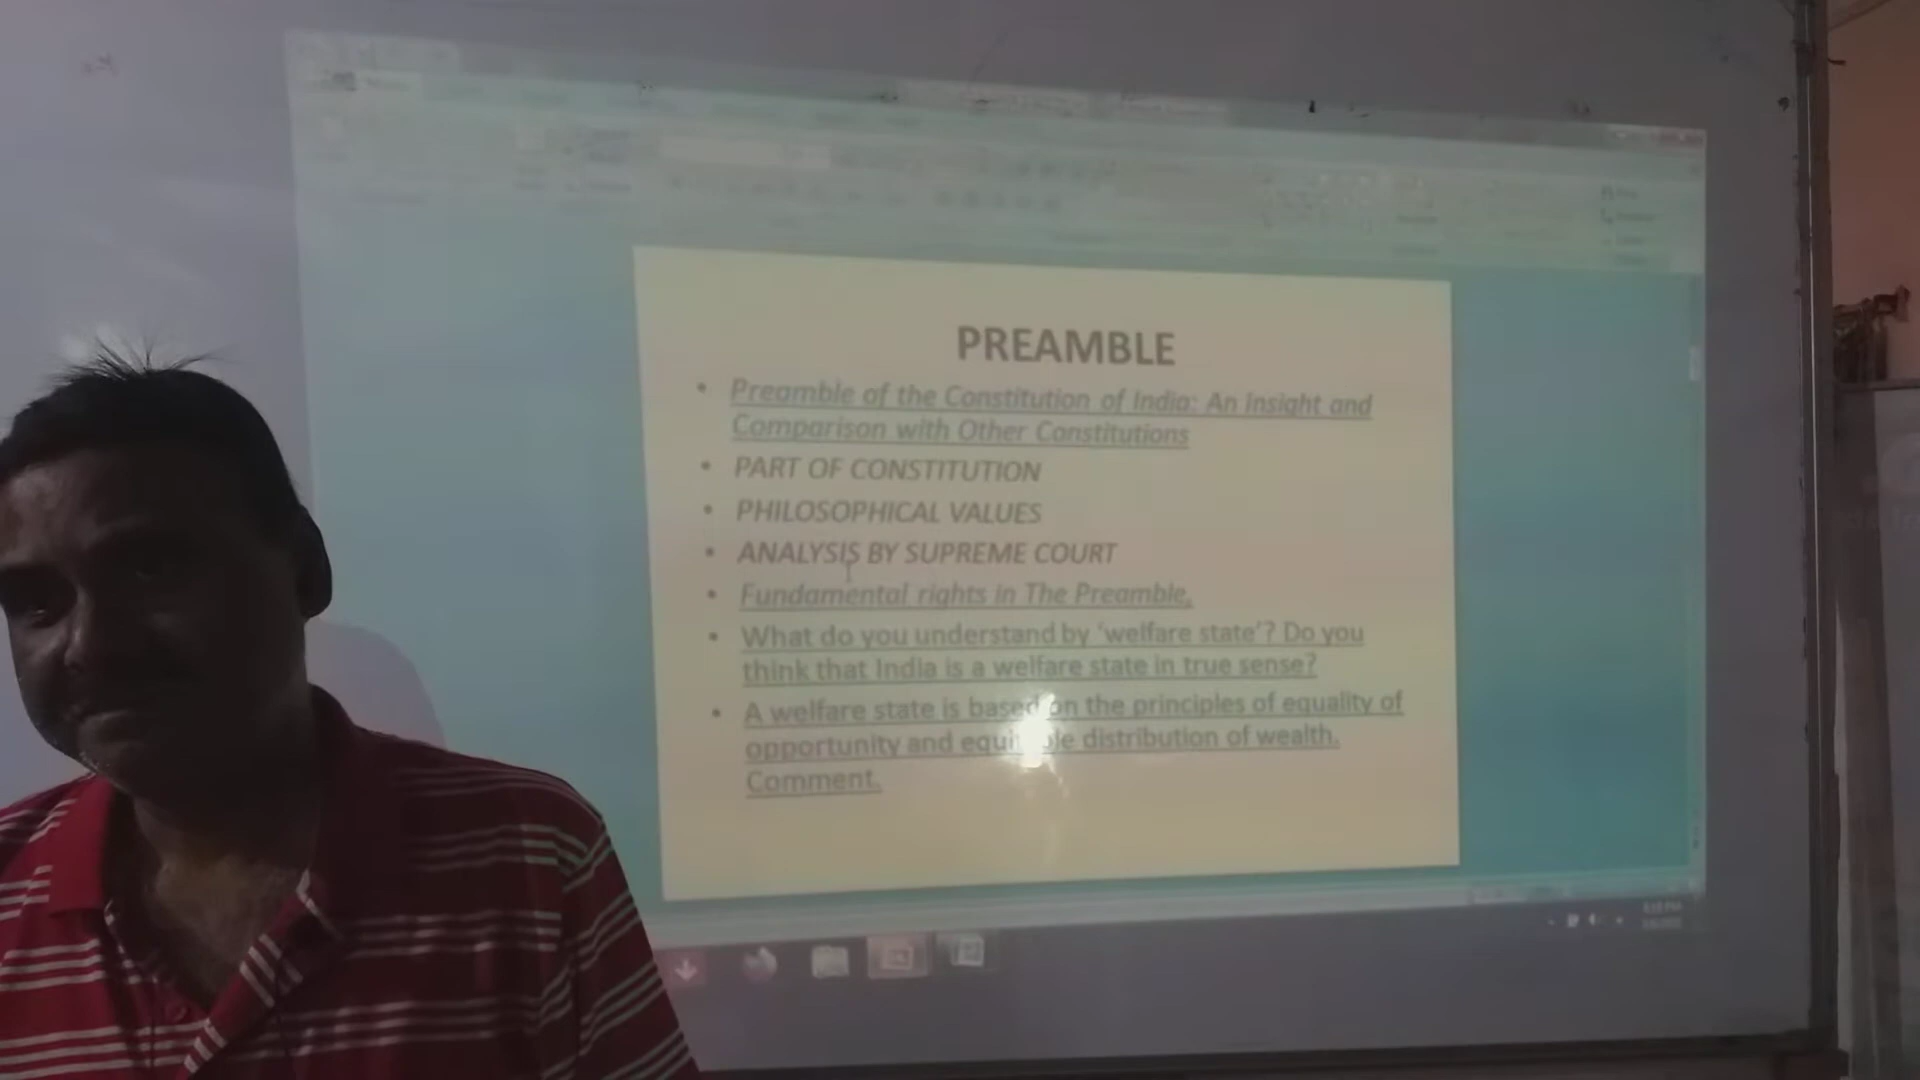 PREAMBLE
• Preamble of the Constitution of India: An Insight and
Comparison with Other Constitutions
• PART OF CONSTITUTION
• PHILOSOPHICAL VALUES
• ANALYSIS BY SUPREME COURT
• Fundamental rights in The Preamble.
• What do you understand by ‘welfare state’? Do you
think that India is a welfare state in true sense?
• A welfare state is based on the principles of equality of
opportunity and distribution of wealth.
Comment.